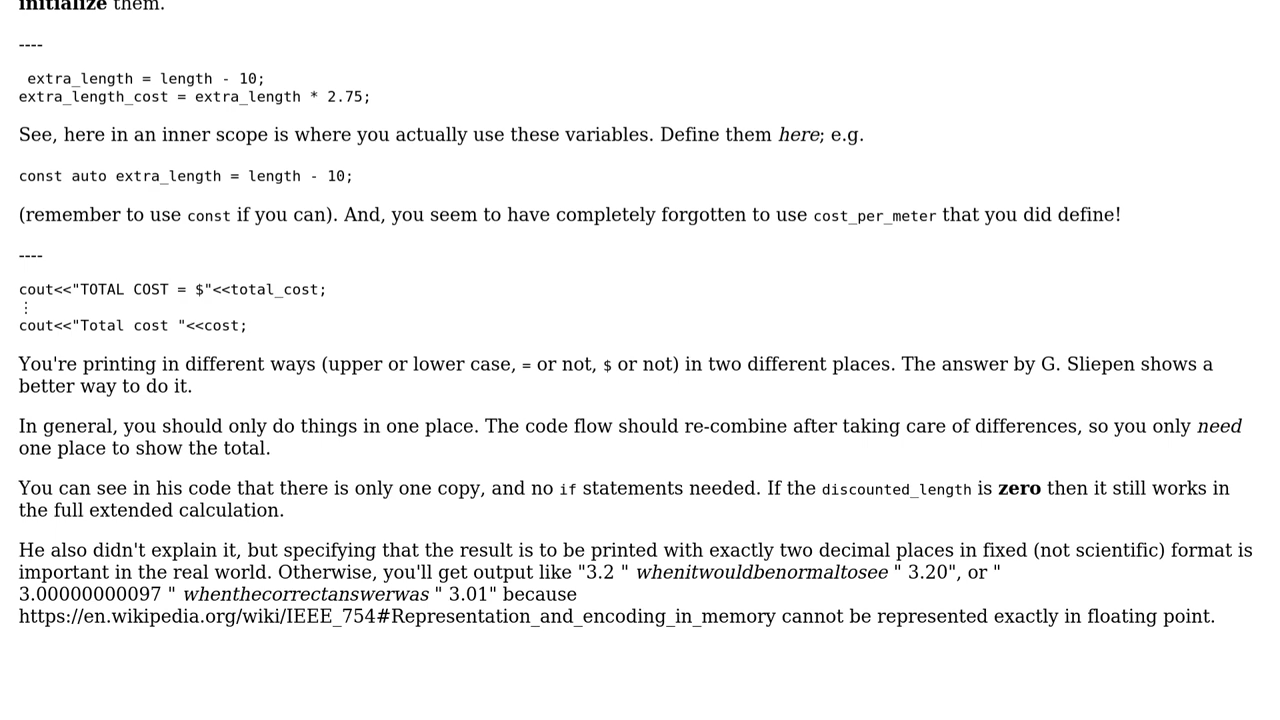 initialize them.
----
extra_length = length - 10;
extra_length_cost = extra_length * 2.75;
See, here in an inner scope is where you actually use these variables. Define them here; e.g.
const auto extra_length = length - 10;
(remember to use const if you can). And, you seem to have completely forgotten to use cost_per_meter that you did define!
----
cout<<"TOTAL COST = $"<<total_cost;
⋮
cout<<"Total cost "<<cost;
You're printing in different ways (upper or lower case, = or not, $ or not) in two different places. The answer by G. Sliepen shows a
better way to do it.
In general, you should only do things in one place. The code flow should re-combine after taking care of differences, so you only need
one place to show the total.
You can see in his code that there is only one copy, and no if statements needed. If the discounted_length is zero then it still works in
the full extended calculation.
He also didn't explain it, but specifying that the result is to be printed with exactly two decimal places in fixed (not scientific) format is
important in the real world. Otherwise, you'll get output like "3.2 " whenitwouldbenormaltosee " 3.20", or "
3.00000000097 " whenthecorrectanswerwas " 3.01" because
https://en.wikipedia.org/wiki/IEEE_754#Representation_and_encoding_in_memory cannot be represented exactly in floating point.